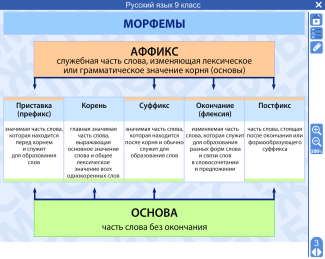 Русский язык 9 класс
МОРФЕМЫ
АФФИКС
служебная часть слова, изменяющая лексическое
или грамматическое значение корня (основы)
Приставка
(префикс)
значимая часть слова,
которая находится
перед корнем
и служит
для образования
слов
Корень
главная значимая
часть слова,
выражающая
основное значение
слова и общее
лексическое
значение всех
однокоренных слов
Суффикс
значимая часть слова,
которая находится
после корня и обычно
служит для
образования слов
Окончание
(флексия)
изменяемая часть
слова, которая служит
для образования
разных форм слова
и связи слов
в словосочетании
и предложении
Постфикс
часть слова, стоящая
после окончания или
формообразующего
суффикса
ОСНОВА
часть слова без окончания
100%
3